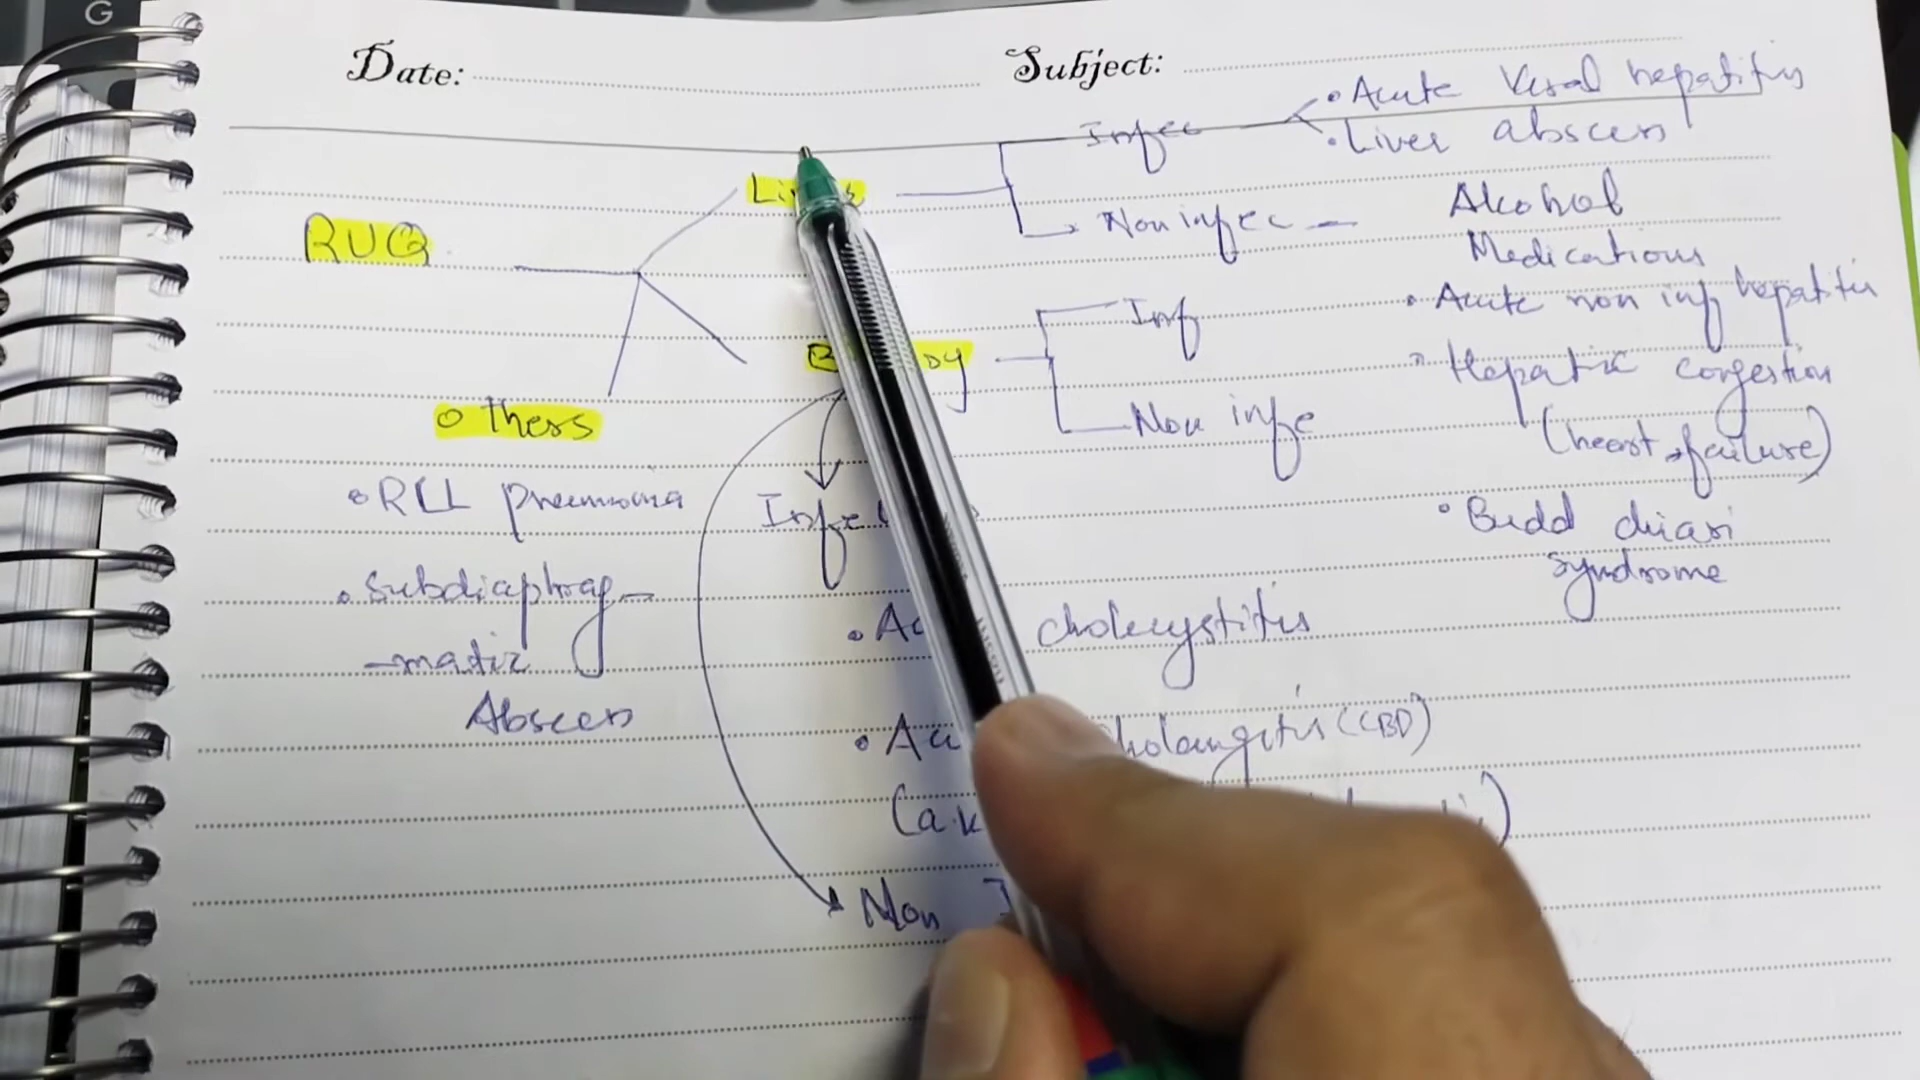 G
Date:
Subject:
• Acute Viral hepatitis
Infec
• Liver abscess
RUQ
Non infec –
Alcohol
Medications
Inf
• Acute non inf hepatitis
• Hepatic congestion
(heart failure)
Others
Non infe
• RLL pneumonia
• Budd chiari
syndrome
• Subdiaphrag-
-matic
Abscess
cholecystitis
cholangitis (CBD)
(a.k
Non